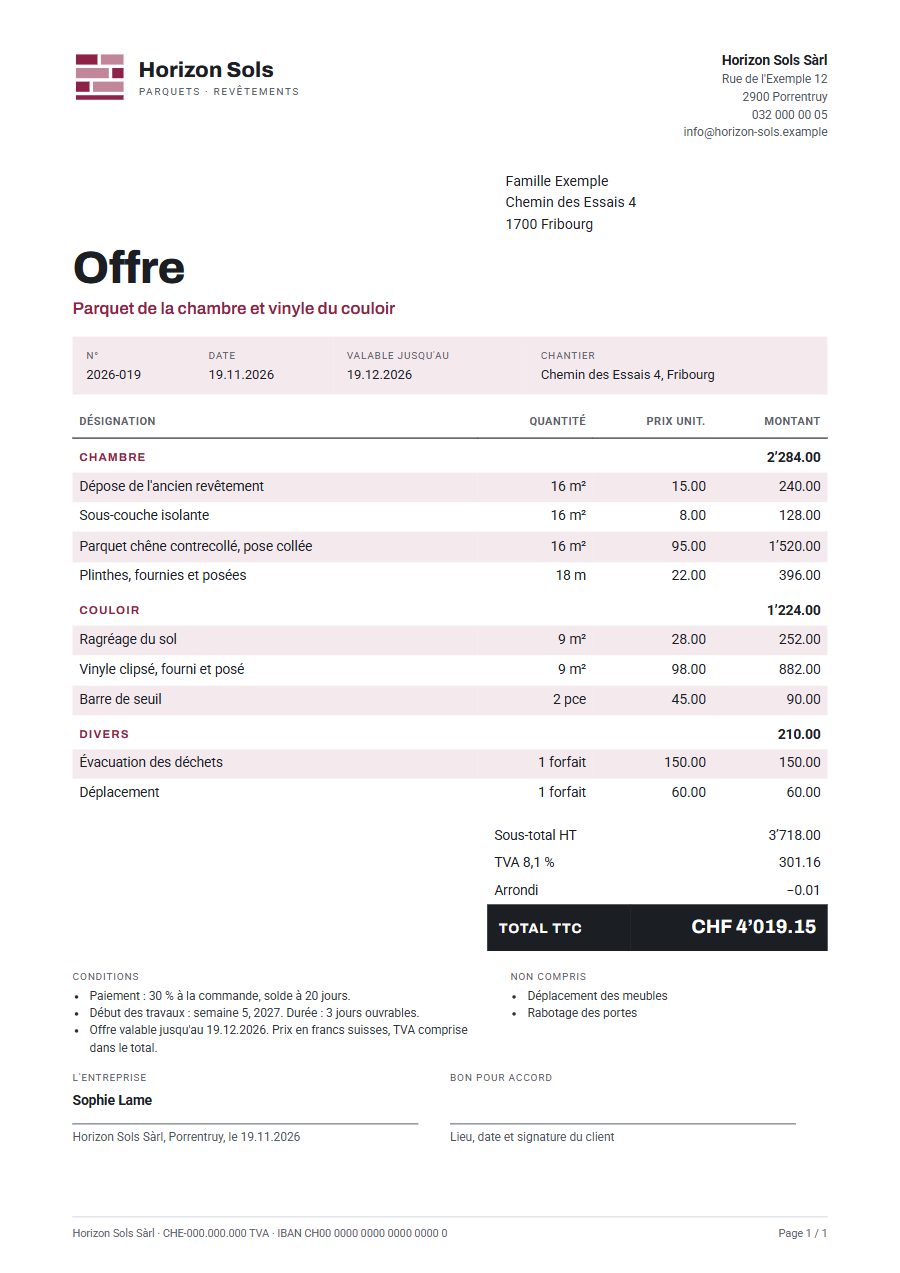 Horizon Sols
PARQUETS · REVÊTEMENTS
Horizon Sols Sàrl
Rue de l'Exemple 12
2900 Porrentruy
032 000 00 05
info@horizon-sols.example
Famille Exemple
Chemin des Essais 4
1700 Fribourg
Offre
Parquet de la chambre et vinyle du couloir
N° DATE VALABLE JUSQU'AU CHANTIER
2026-019 19.11.2026 19.12.2026 Chemin des Essais 4, Fribourg
DÉSIGNATION QUANTITÉ PRIX UNIT. MONTANT
CHAMBRE 2’284.00
Dépose de l'ancien revêtement 16 m² 15.00 240.00
Sous-couche isolante 16 m² 8.00 128.00
Parquet chêne contrecollé, pose collée 16 m² 95.00 1’520.00
Plinthes, fournies et posées 18 m 22.00 396.00
COULOIR 1’224.00
Ragréage du sol 9 m² 28.00 252.00
Vinyle clipsé, fourni et posé 9 m² 98.00 882.00
Barre de seuil 2 pce 45.00 90.00
DIVERS 210.00
Évacuation des déchets 1 forfait 150.00 150.00
Déplacement 1 forfait 60.00 60.00
Sous-total HT 3’718.00
TVA 8,1 % 301.16
Arrondi −0.01
TOTAL TTC CHF 4’019.15
CONDITIONS
• Paiement : 30 % à la commande, solde à 20 jours.
• Début des travaux : semaine 5, 2027. Durée : 3 jours ouvrables.
• Offre valable jusqu'au 19.12.2026. Prix en francs suisses, TVA comprise
dans le total.
NON COMPRIS
• Déplacement des meubles
• Rabotage des portes
L'ENTREPRISE
Sophie Lame
Horizon Sols Sàrl, Porrentruy, le 19.11.2026
BON POUR ACCORD
Lieu, date et signature du client
Horizon Sols Sàrl · CHE-000.000.000 TVA · IBAN CH00 0000 0000 0000 0000 0 Page 1 / 1